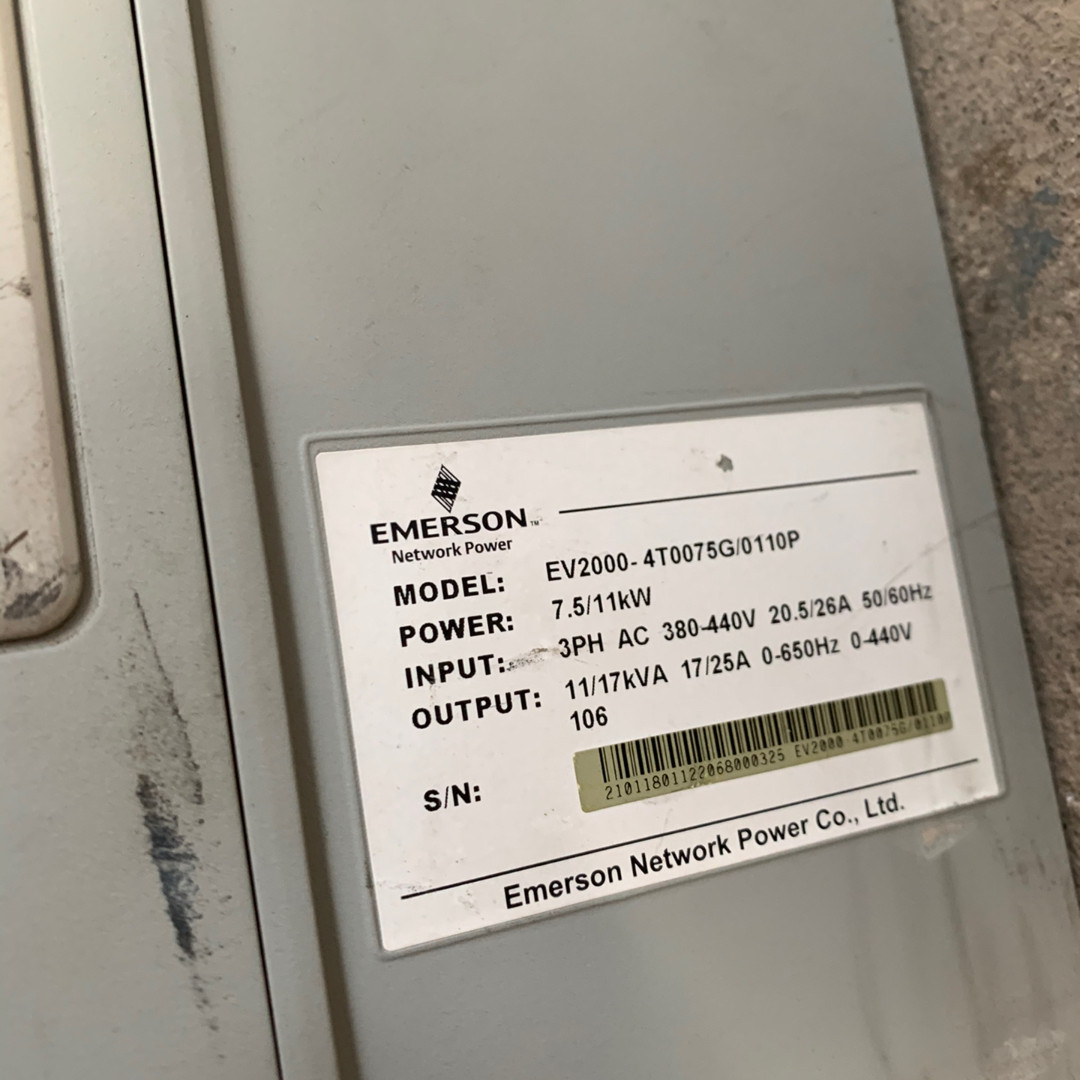 EMERSON™
Network Power
MODEL: EV2000-4T0075G/0110P
POWER: 7.5/11kW
INPUT: 3PH AC 380-440V 20.5/26A 50/60Hz
OUTPUT: 11/17kVA 17/25A 0-650Hz 0-440V
106
S/N: 21011801122068000325 EV2000-4T0075G/0110P
Emerson Network Power Co., Ltd.